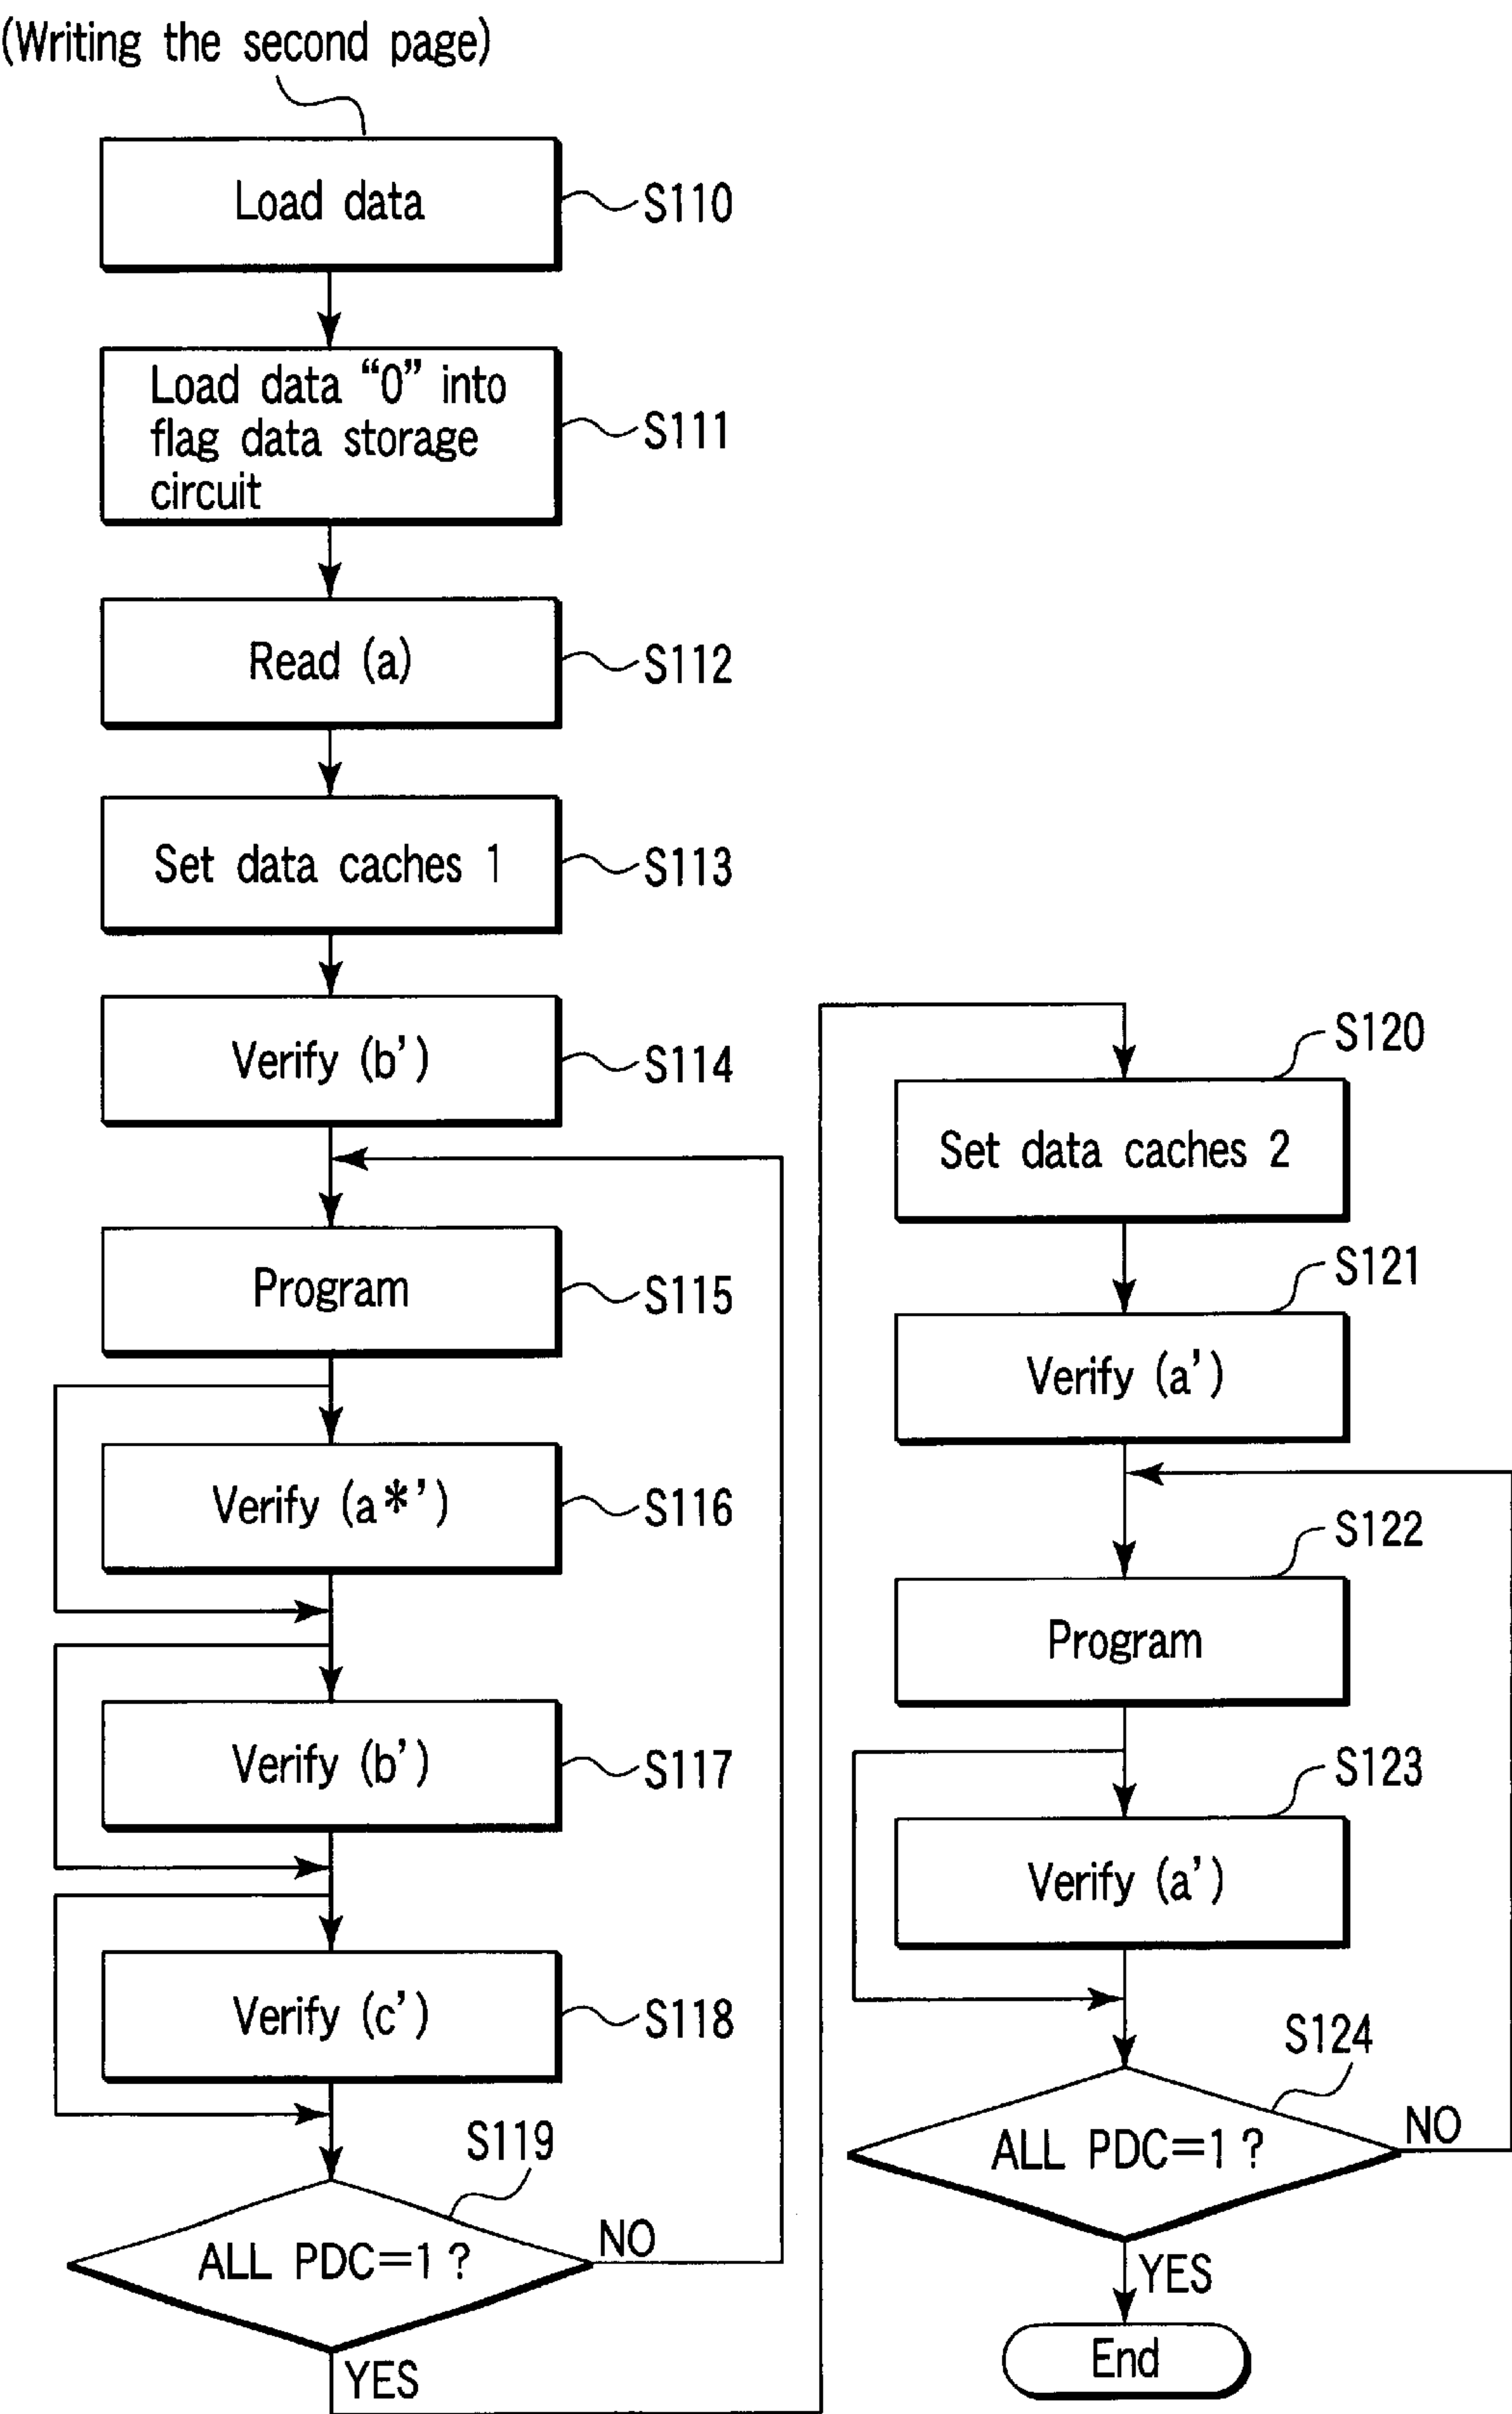 (Writing the second page)
Load data
S110
Load data “0” into
flag data storage
circuit
S111
Read (a)
S112
Set data caches 1
S113
Verify (b’)
S114
Program
S115
Verify (a*’)
S116
Verify (b’)
S117
Verify (c’)
S118
S119
ALL PDC=1 ?
NO
YES
S120
Set data caches 2
S121
Verify (a’)
S122
Program
S123
Verify (a’)
S124
ALL PDC=1 ?
NO
YES
End